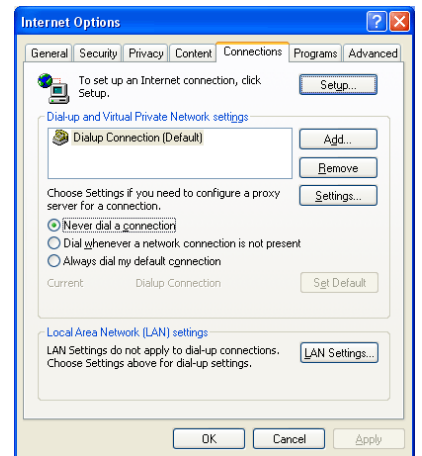 Internet Options
General Security Privacy Content Connections Programs Advanced
To set up an Internet connection, click
Setup.
Setup...
Dial-up and Virtual Private Network settings
Dialup Connection (Default)
Add...
Remove
Choose Settings if you need to configure a proxy
server for a connection.
Settings...
Never dial a connection
Dial whenever a network connection is not present
Always dial my default connection
Current Dialup Connection Set Default
Local Area Network (LAN) settings
LAN Settings do not apply to dial-up connections.
Choose Settings above for dial-up settings.
LAN Settings...
OK Cancel Apply